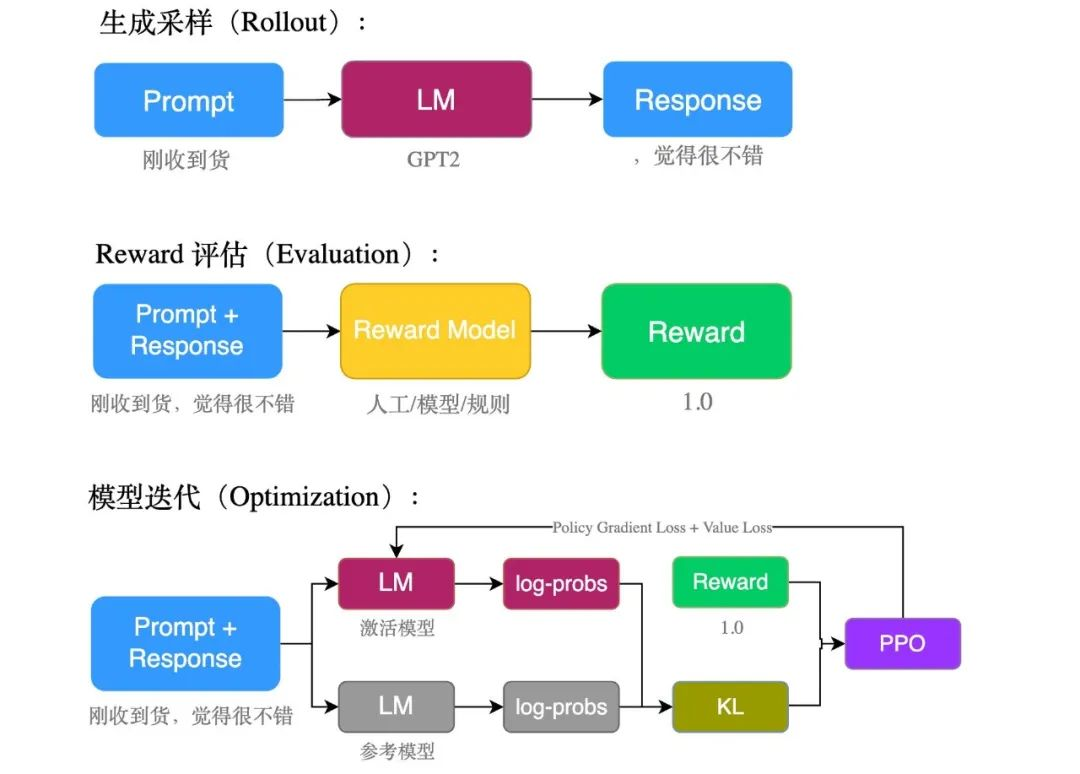 生成采样（Rollout）：
Prompt
LM
Response
刚收到货
GPT2
，觉得很不错
Reward 评估（Evaluation）：
Prompt +
Response
Reward Model
Reward
刚收到货，觉得很不错
人工/模型/规则
1.0
模型迭代（Optimization）：
Policy Gradient Loss + Value Loss
LM
log-probs
Reward
激活模型
1.0
Prompt +
Response
PPO
LM
log-probs
KL
刚收到货，觉得很不错
参考模型